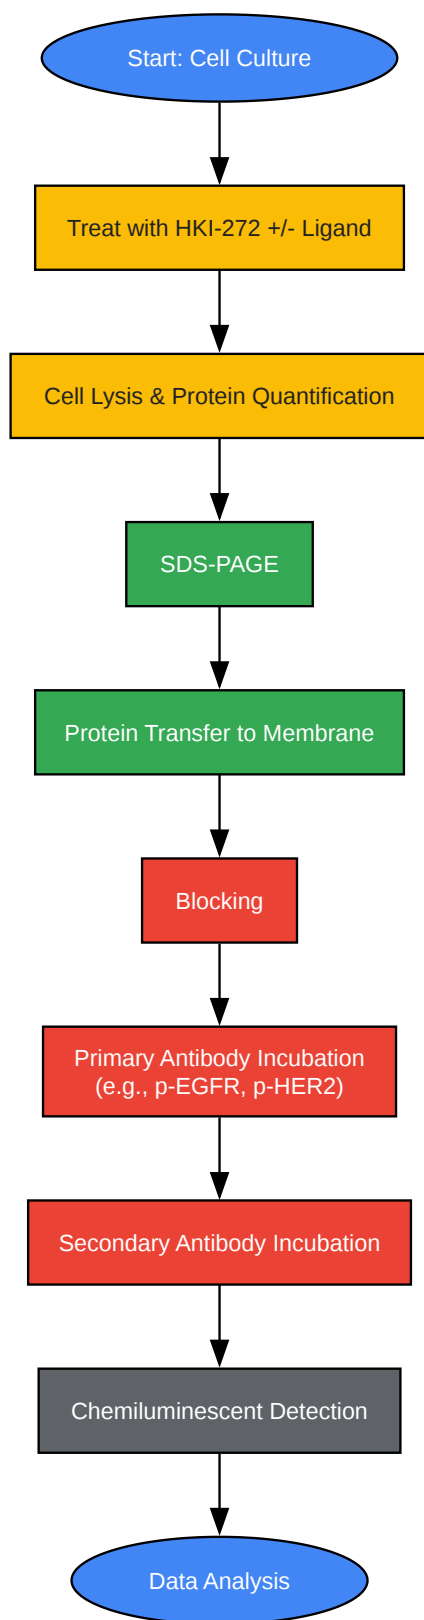 Start: Cell Culture
Treat with HKI-272 +/- Ligand
Cell Lysis & Protein Quantification
SDS-PAGE
Protein Transfer to Membrane
Blocking
Primary Antibody Incubation
(e.g., p-EGFR, p-HER2)
Secondary Antibody Incubation
Chemiluminescent Detection
Data Analysis